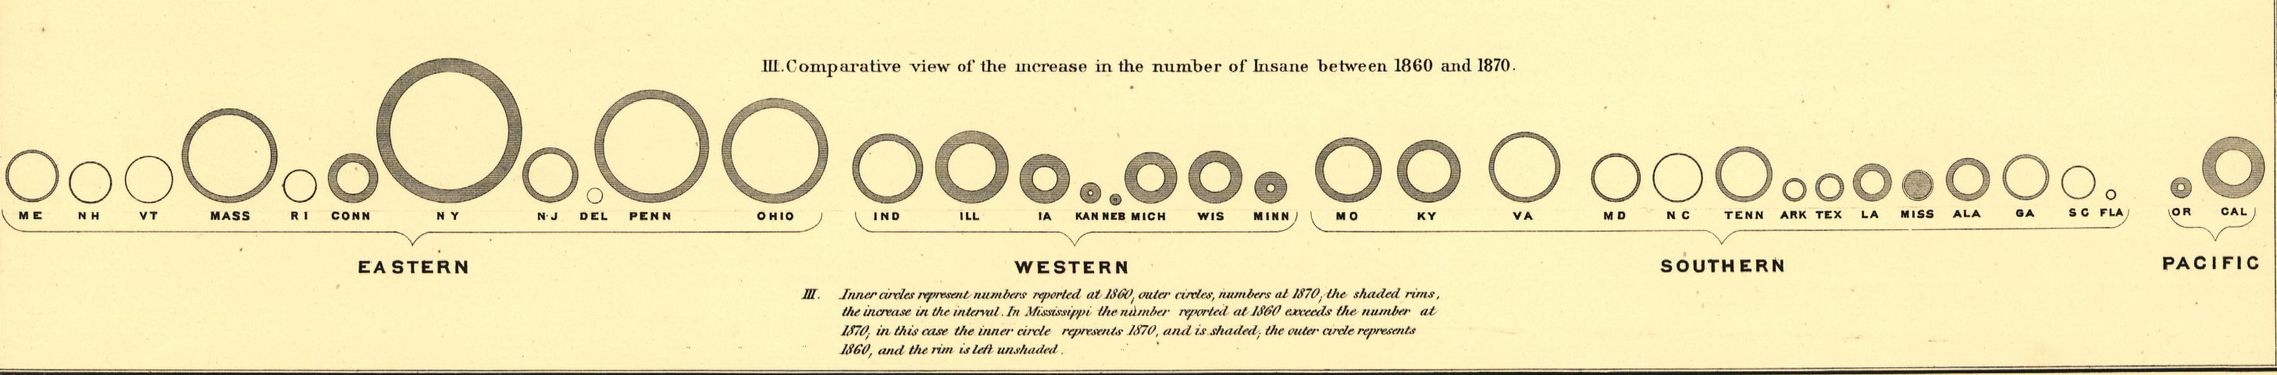 III. Comparative view of the increase in the number of Insane between 1860 and 1870.
ME NH VT MASS RI CONN NY NJ DEL PENN OHIO IND ILL IA KAN NEB MICH WIS MINN MO KY VA MD NC TENN ARK TEX LA MISS ALA GA SC FLA OR CAL
EASTERN WESTERN SOUTHERN PACIFIC
III. Inner circles represent numbers reported at 1860, outer circles, numbers at 1870, the shaded rims,
the increase in the interval. In Mississippi the number reported at 1860 exceeds the number at
1870; in this case the inner circle represents 1870, and is shaded; the outer circle represents
1860, and the rim is left unshaded.